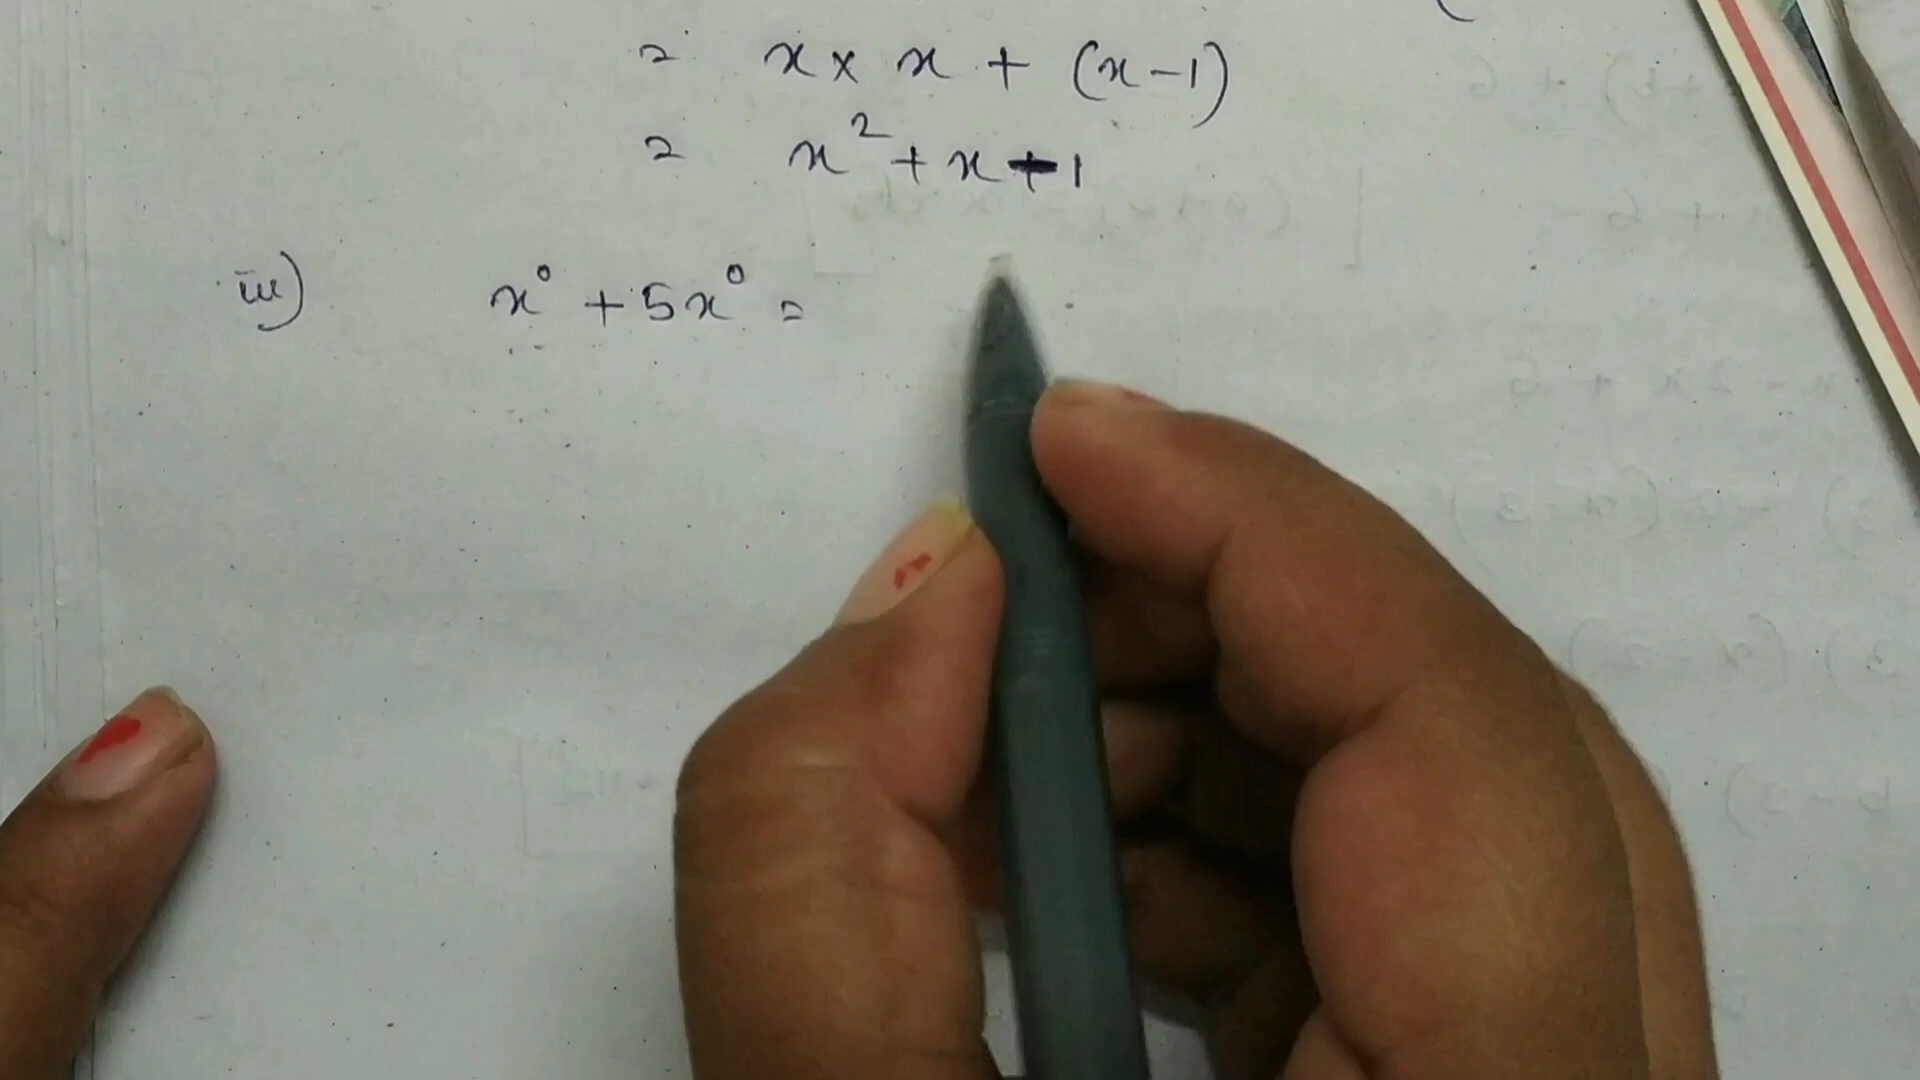 = x × x + (x-1)
= x² + x - 1
iii) x⁰ + 5x⁰ =